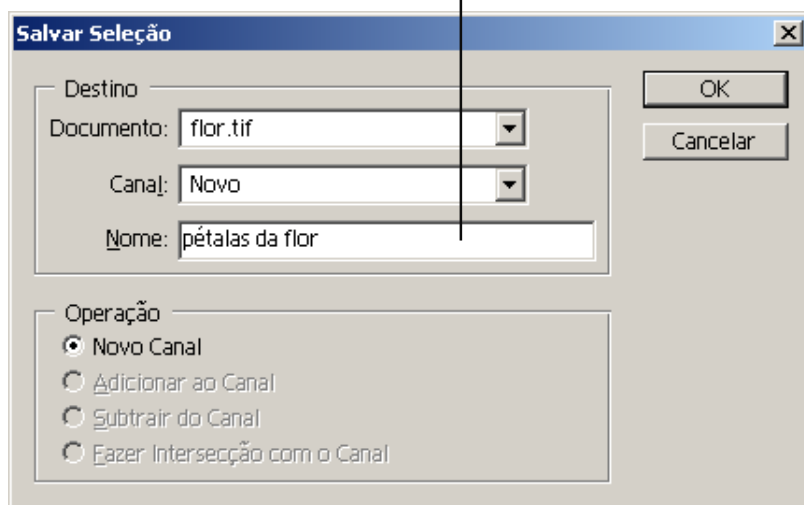 Salvar Seleção
Destino
OK
Documento: flor.tif
Cancelar
Canal: Novo
Nome: pétalas da flor
Operação
Novo Canal
Adicionar ao Canal
Subtrair do Canal
Fazer Intersecção com o Canal